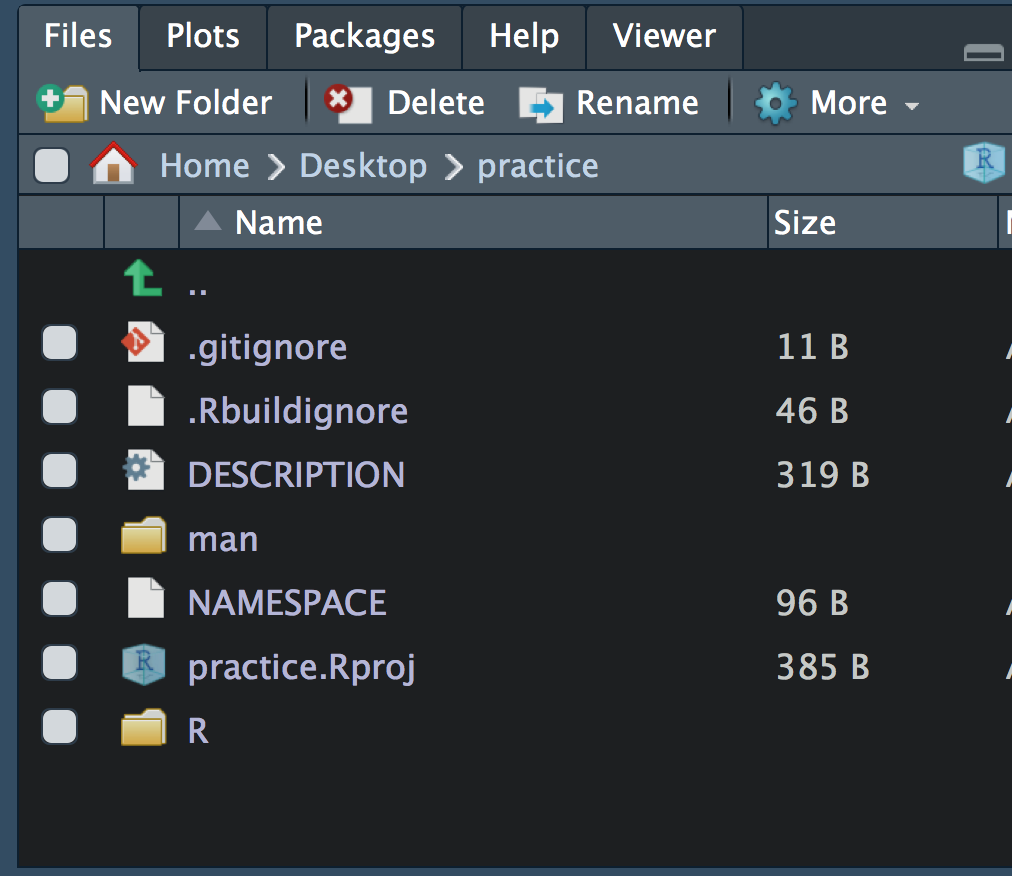 Files Plots Packages Help Viewer
New Folder Delete Rename More
Home Desktop practice
Name Size
..
.gitignore 11 B
.Rbuildignore 46 B
DESCRIPTION 319 B
man
NAMESPACE 96 B
practice.Rproj 385 B
R